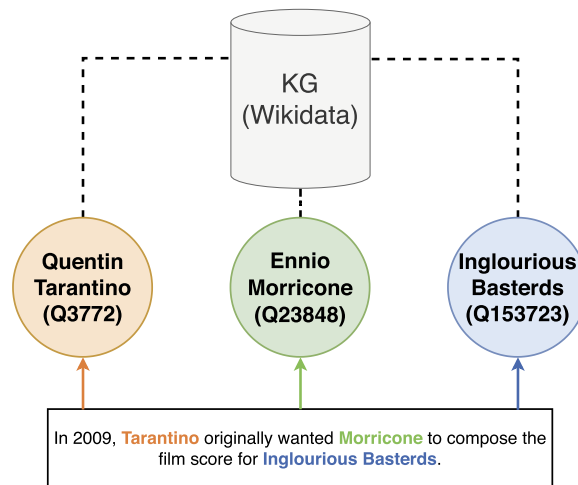 KG
(Wikidata)
Quentin
Tarantino
(Q3772)
Ennio
Morricone
(Q23848)
Inglourious
Basterds
(Q153723)
In 2009, Tarantino originally wanted Morricone to compose the
film score for Inglourious Basterds.